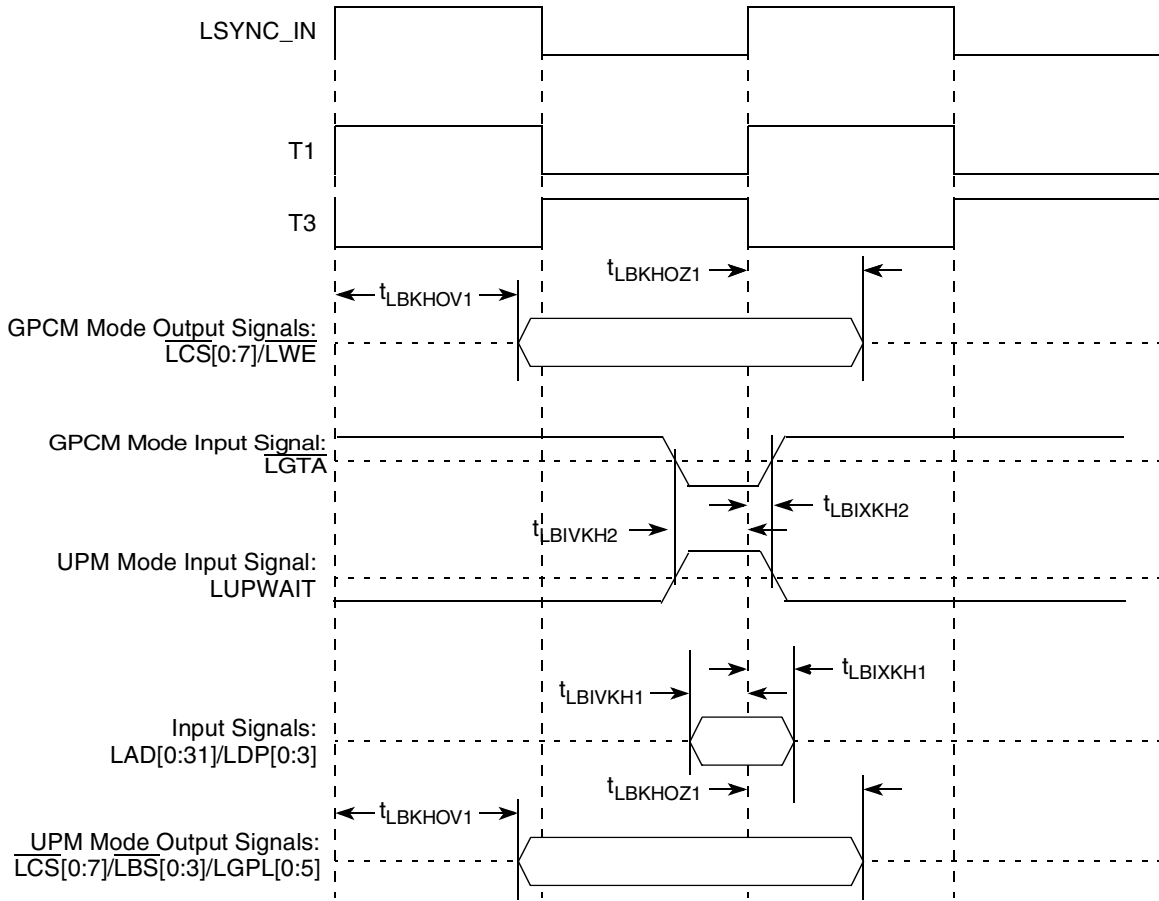 LSYNC_IN
T1
T3
tLBKHOZ1
tLBKHOV1
GPCM Mode Output Signals:
LCS[0:7]/LWE
GPCM Mode Input Signal:
LGTA
tLBIXKH2
tLBIVKH2
UPM Mode Input Signal:
LUPWAIT
tLBIXKH1
tLBIVKH1
Input Signals:
LAD[0:31]/LDP[0:3]
tLBKHOZ1
tLBKHOV1
UPM Mode Output Signals:
LCS[0:7]/LBS[0:3]/LGPL[0:5]